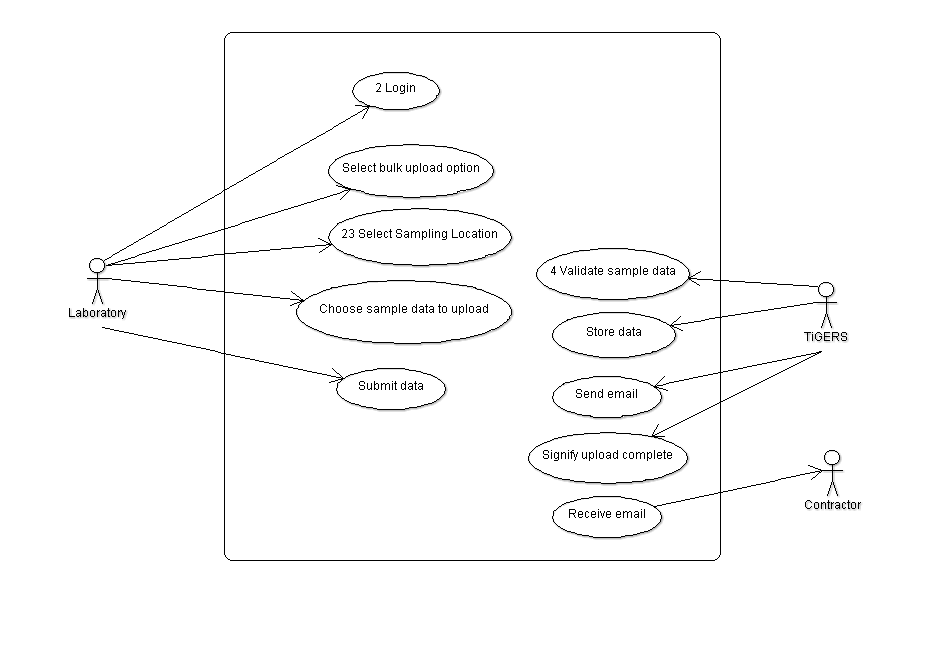 2 Login
Select bulk upload option
23 Select Sampling Location
4 Validate sample data
Laboratory
Choose sample data to upload
Store data
TiGERS
Submit data
Send email
Signify upload complete
Contractor
Receive email